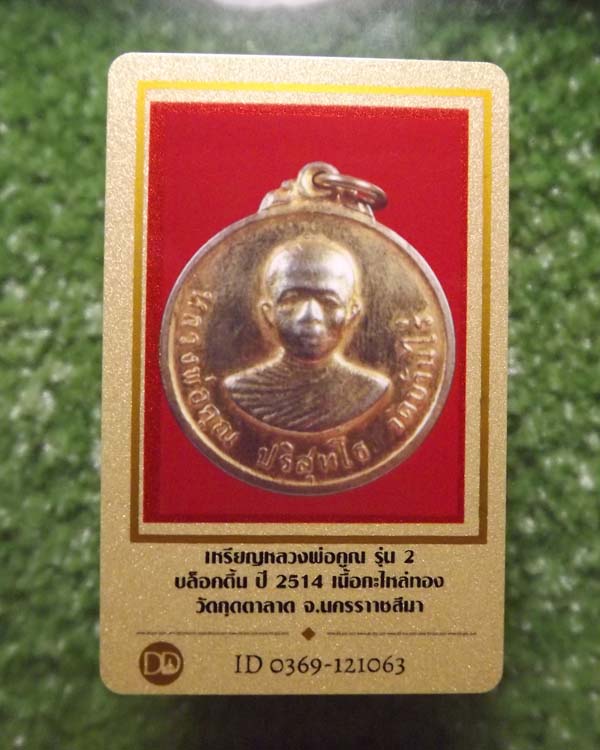 หลวงพ่อคูณ ปริสุทโธ วัดบ้านไร่
เหรียญหลวงพ่อคูณ รุ่น 2
บล็อคตื้น ปี 2514 เนื้อกะไหล่ทอง
วัดกุดตาลาด จ.นครราชสีมา
DD
ID 0369-121063